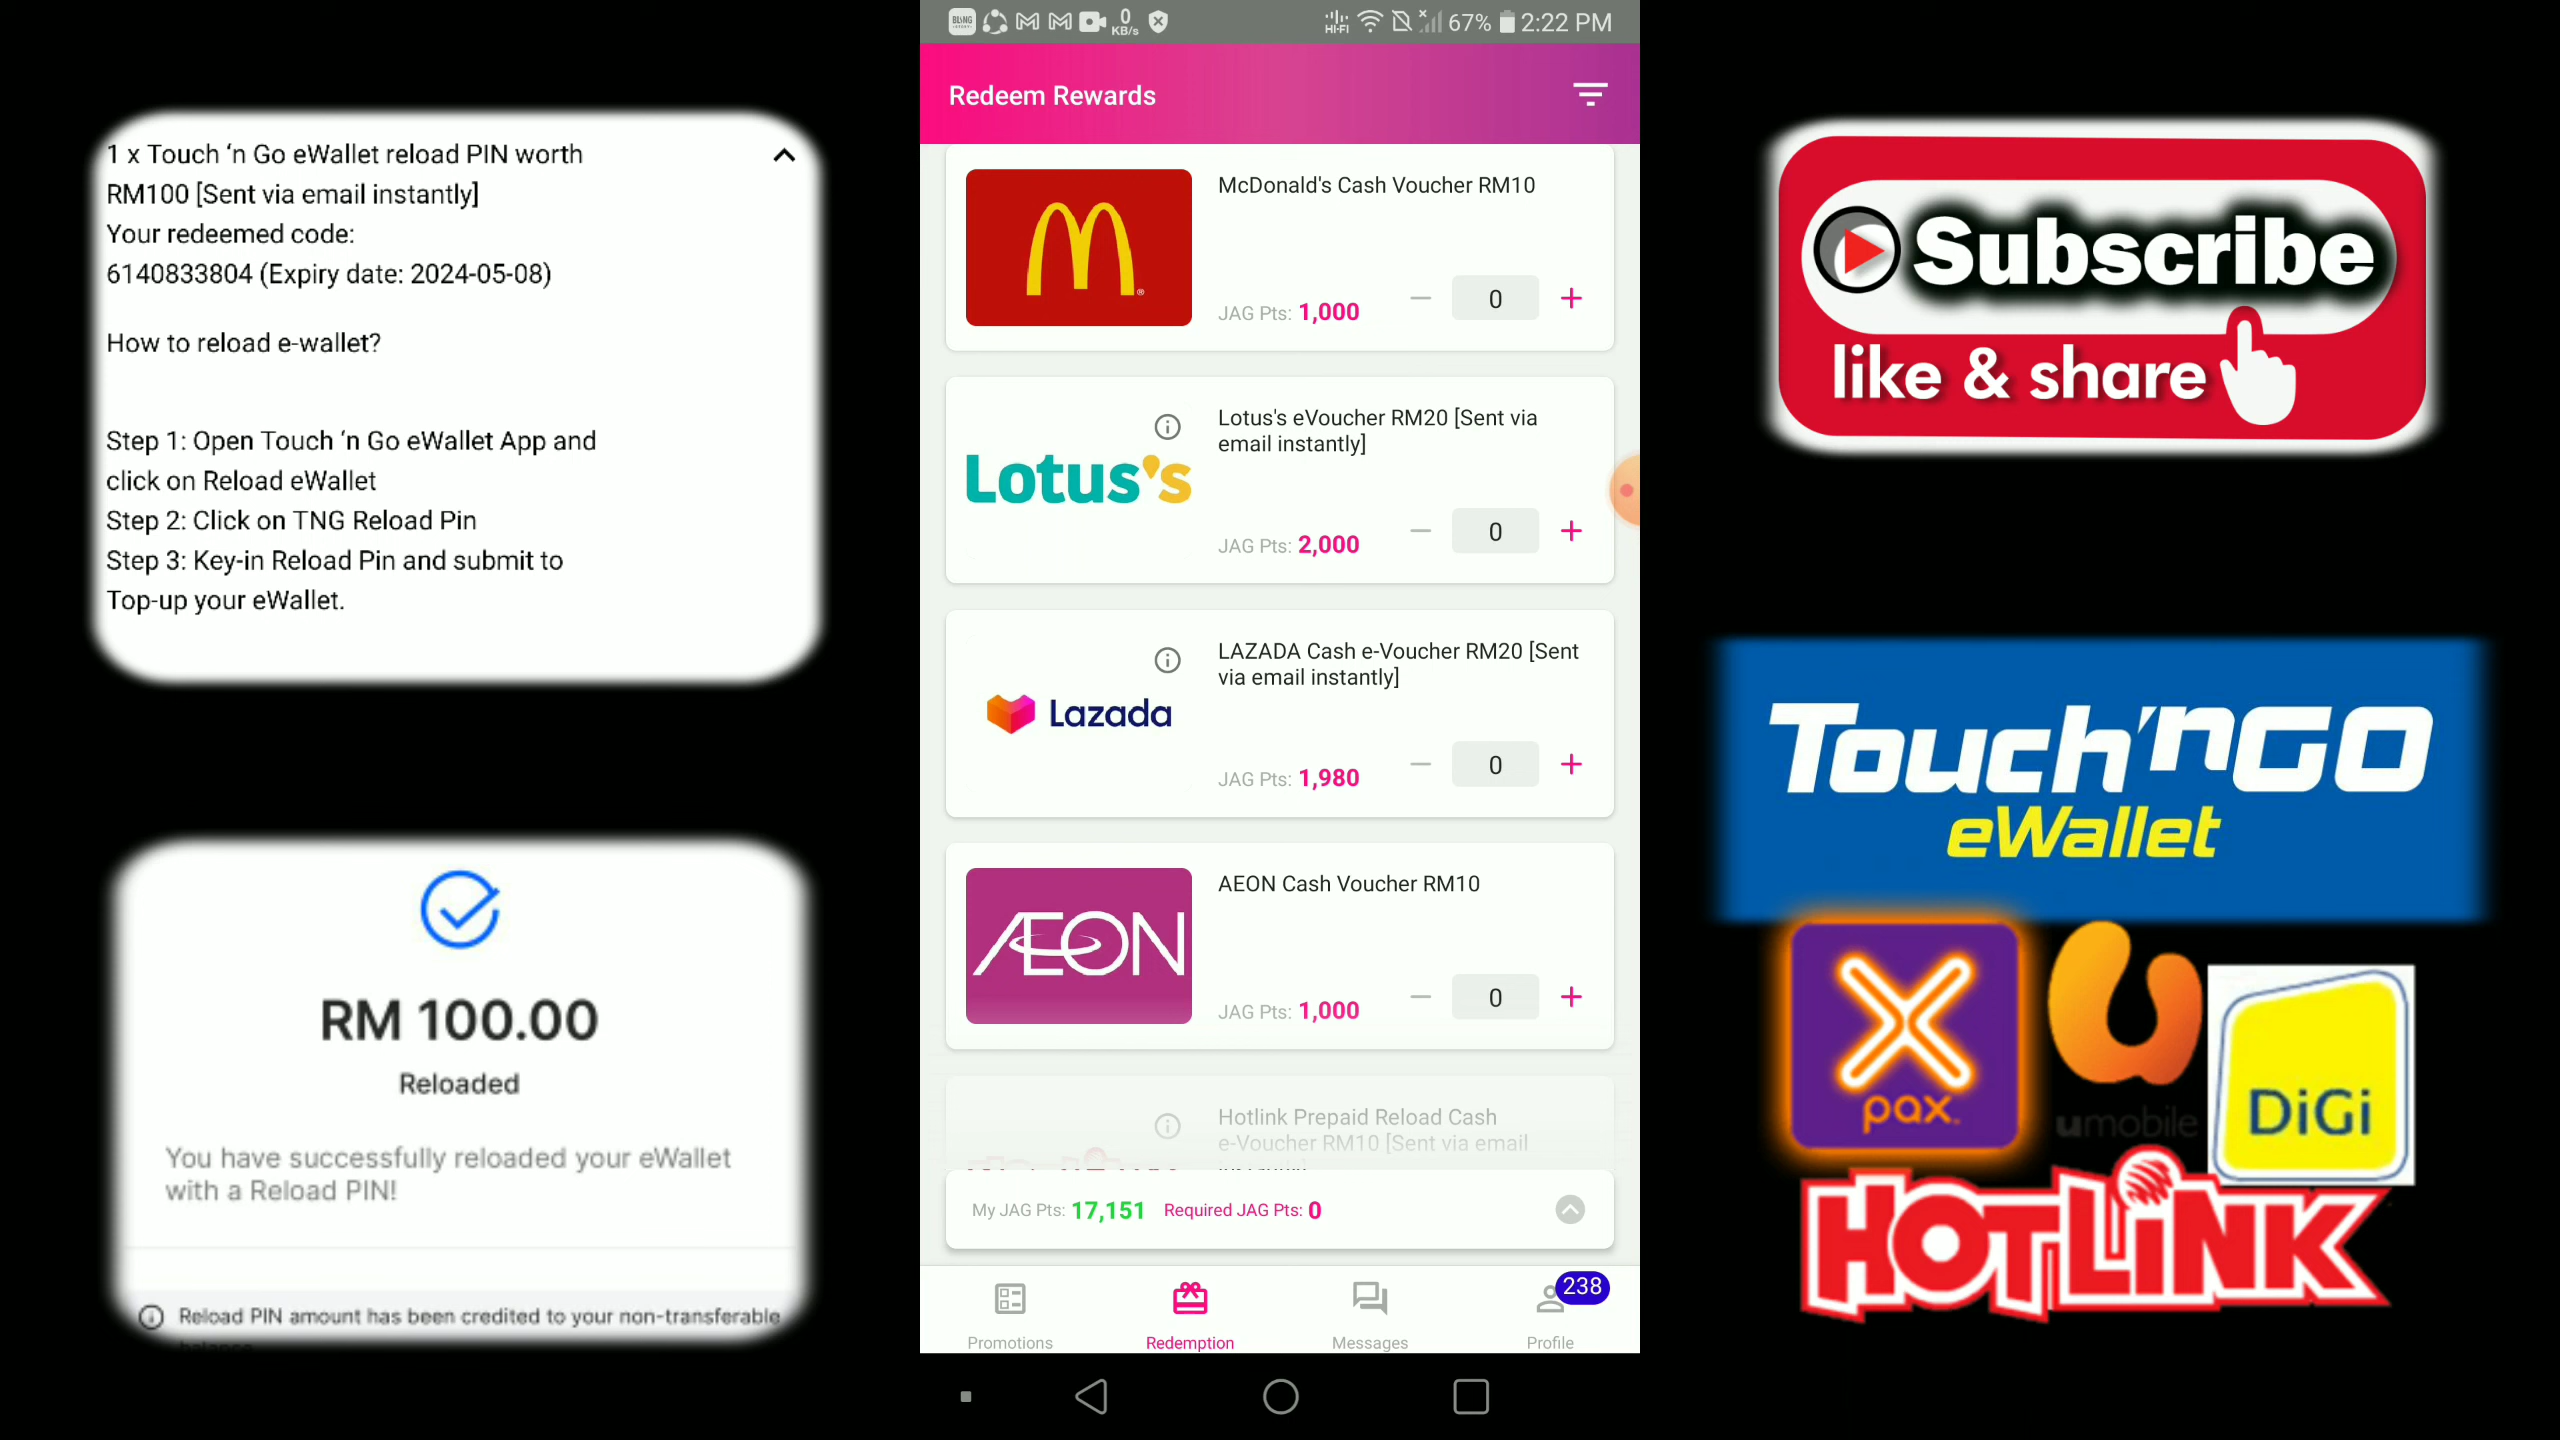 1 x Touch ‘n Go eWallet reload PIN worth
RM100 [Sent via email instantly]
Your redeemed code:
6140833804 (Expiry date: 2024-05-08)
How to reload e-wallet?
Step 1: Open Touch ‘n Go eWallet App and
click on Reload eWallet
Step 2: Click on TNG Reload Pin
Step 3: Key-in Reload Pin and submit to
Top-up your eWallet.
RM 100.00
Reloaded
You have successfully reloaded your eWallet
with a Reload PIN!
Reload PIN amount has been credited to your non-transferable
balance
BLiNG
0
KB/s
HI-FI
67%
2:22 PM
Redeem Rewards
McDonald's Cash Voucher RM10
JAG Pts: 1,000
0
Lotus's
Lotus's eVoucher RM20 [Sent via
email instantly]
JAG Pts: 2,000
0
Lazada
LAZADA Cash e-Voucher RM20 [Sent
via email instantly]
JAG Pts: 1,980
0
AEON
AEON Cash Voucher RM10
JAG Pts: 1,000
0
Hotlink Prepaid Reload Cash
e-Voucher RM10 [Sent via email
My JAG Pts: 17,151 Required JAG Pts: 0
238
Promotions
Redemption
Messages
Profile
Subscribe
like & share
Touch'nGO
eWallet
X
pax
umobile
DiGi
HOTLiNK